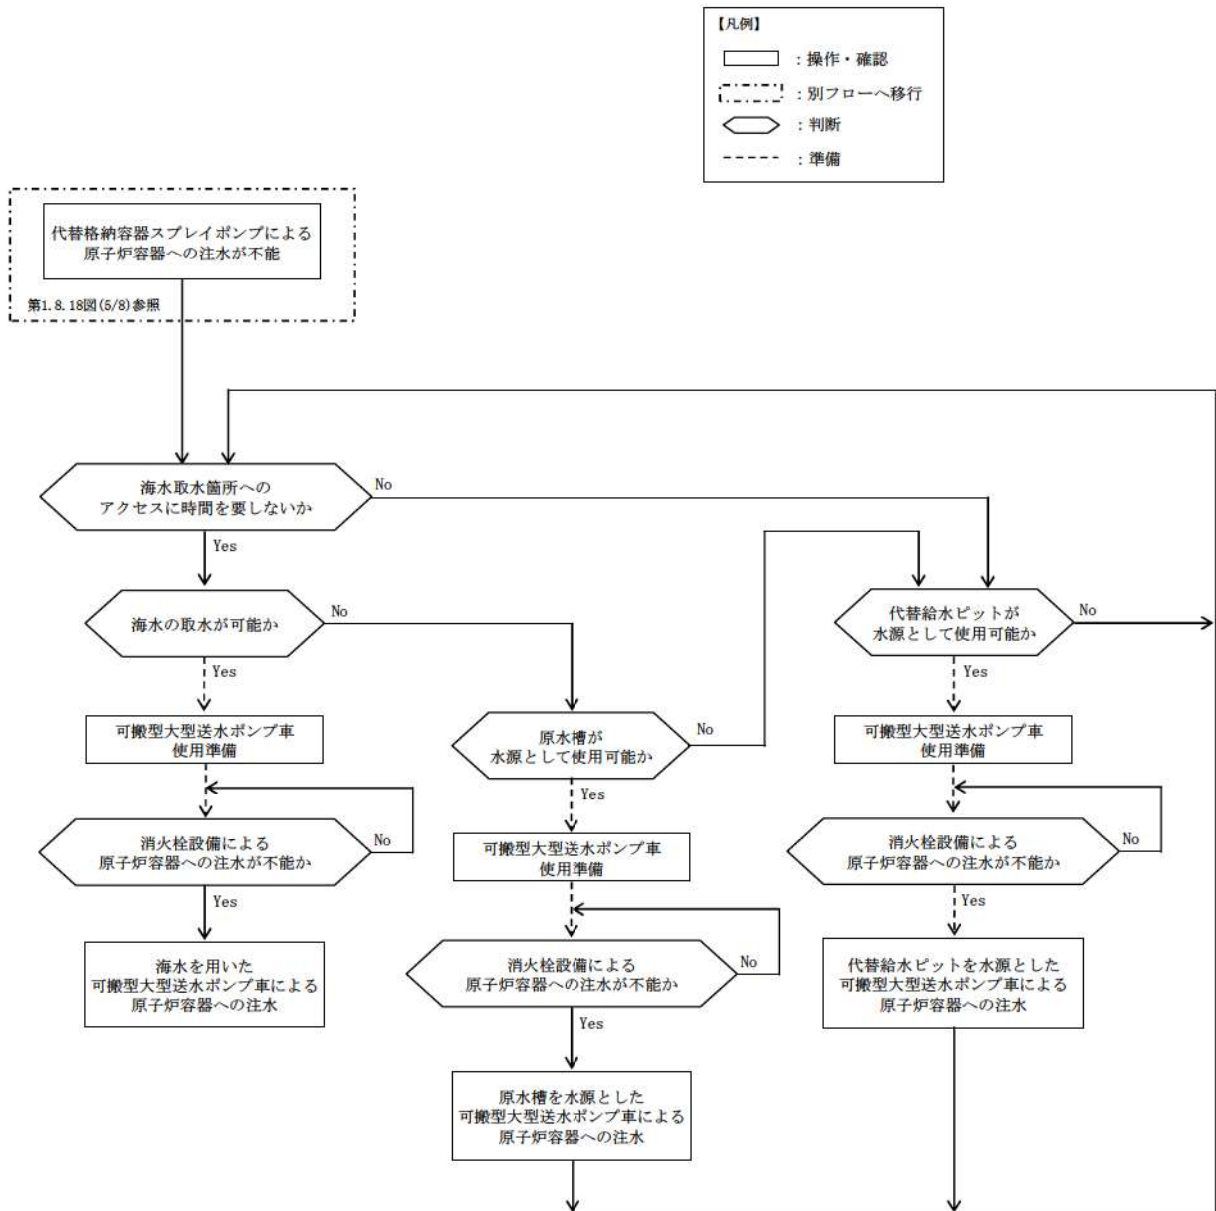 【凡例】
：操作・確認
：別フローへ移行
：判断
：準備
代替格納容器スプレイポンプによる
原子炉容器への注水が不能
第1.8.18図(5/8)参照
海水取水箇所への
アクセスに時間を要しないか
No
Yes
海水の取水が可能か
No
Yes
代替給水ピットが
水源として使用可能か
No
Yes
可搬型大型送水ポンプ車
使用準備
原水槽が
水源として使用可能か
No
Yes
可搬型大型送水ポンプ車
使用準備
消火栓設備による
原子炉容器への注水が不能か
No
Yes
可搬型大型送水ポンプ車
使用準備
消火栓設備による
原子炉容器への注水が不能か
No
Yes
海水を用いた
可搬型大型送水ポンプ車による
原子炉容器への注水
消火栓設備による
原子炉容器への注水が不能か
No
Yes
代替給水ピットを水源とした
可搬型大型送水ポンプ車による
原子炉容器への注水
原水槽を水源とした
可搬型大型送水ポンプ車による
原子炉容器への注水